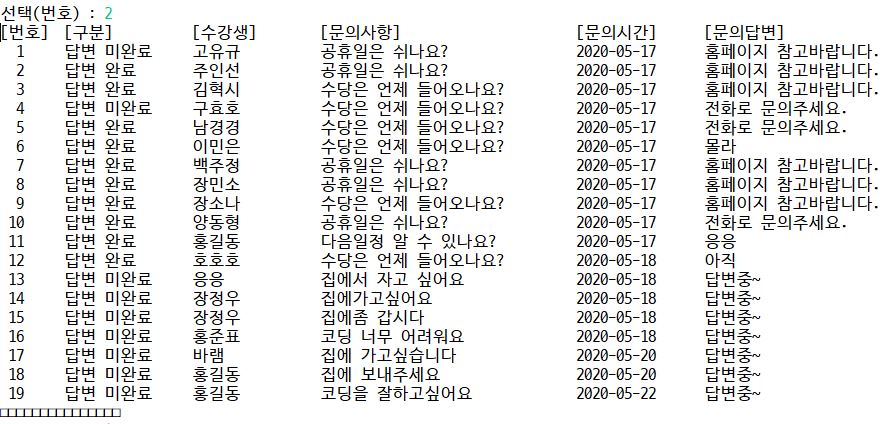 선택(번호) : 2
[번호] [구분] [수강생] [문의사항] [문의시간] [문의답변]
1 답변 미완료 고유규 공휴일은 쉬나요? 2020-05-17 홈페이지 참고바랍니다.
2 답변 완료 주인선 공휴일은 쉬나요? 2020-05-17 홈페이지 참고바랍니다.
3 답변 완료 김혁시 수당은 언제 들어오나요? 2020-05-17 홈페이지 참고바랍니다.
4 답변 미완료 구효호 수당은 언제 들어오나요? 2020-05-17 전화로 문의주세요.
5 답변 완료 남경경 수당은 언제 들어오나요? 2020-05-17 전화로 문의주세요.
6 답변 완료 이민은 수당은 언제 들어오나요? 2020-05-17 몰라
7 답변 완료 백주정 공휴일은 쉬나요? 2020-05-17 홈페이지 참고바랍니다.
8 답변 완료 장민소 공휴일은 쉬나요? 2020-05-17 홈페이지 참고바랍니다.
9 답변 완료 장소나 수당은 언제 들어오나요? 2020-05-17 홈페이지 참고바랍니다.
10 답변 완료 양동형 공휴일은 쉬나요? 2020-05-17 전화로 문의주세요.
11 답변 완료 홍길동 다음일정 알 수 있나요? 2020-05-17 응응
12 답변 완료 호호호 수당은 언제 들어오나요? 2020-05-18 아직
13 답변 미완료 응응 집에서 자고 싶어요 2020-05-18 답변중~
14 답변 미완료 장정우 집에가고싶어요 2020-05-18 답변중~
15 답변 미완료 장정우 집에좀 갑시다 2020-05-18 답변중~
16 답변 미완료 홍준표 코딩 너무 어려워요 2020-05-18 답변중~
17 답변 미완료 바램 집에 가고싶습니다 2020-05-20 답변중~
18 답변 미완료 홍길동 집에 보내주세요 2020-05-20 답변중~
19 답변 미완료 홍길동 코딩을 잘하고싶어요 2020-05-22 답변중~